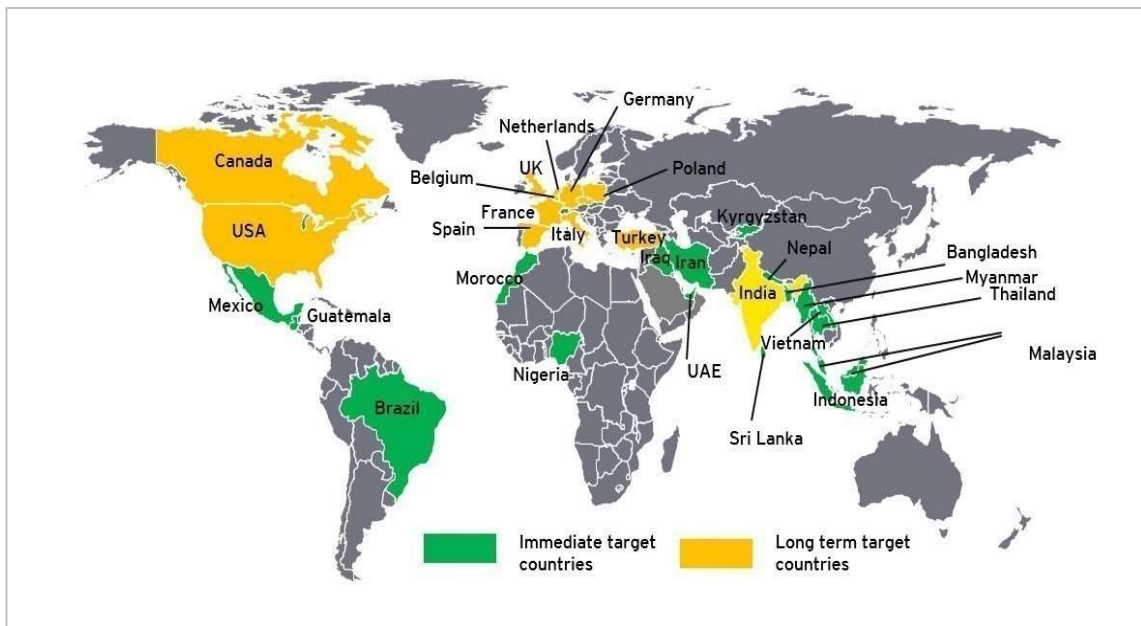 Germany
Netherlands
Canada
UK
Poland
Belgium
USA
France
Spain
Italy
Turkey
Kyrgyzstan
Iraq
Iran
Nepal
Bangladesh
Morocco
Myanmar
India
Thailand
Mexico
Guatemala
Vietnam
Malaysia
UAE
Nigeria
Brazil
Indonesia
Sri Lanka
Immediate target
countries
Long term target
countries